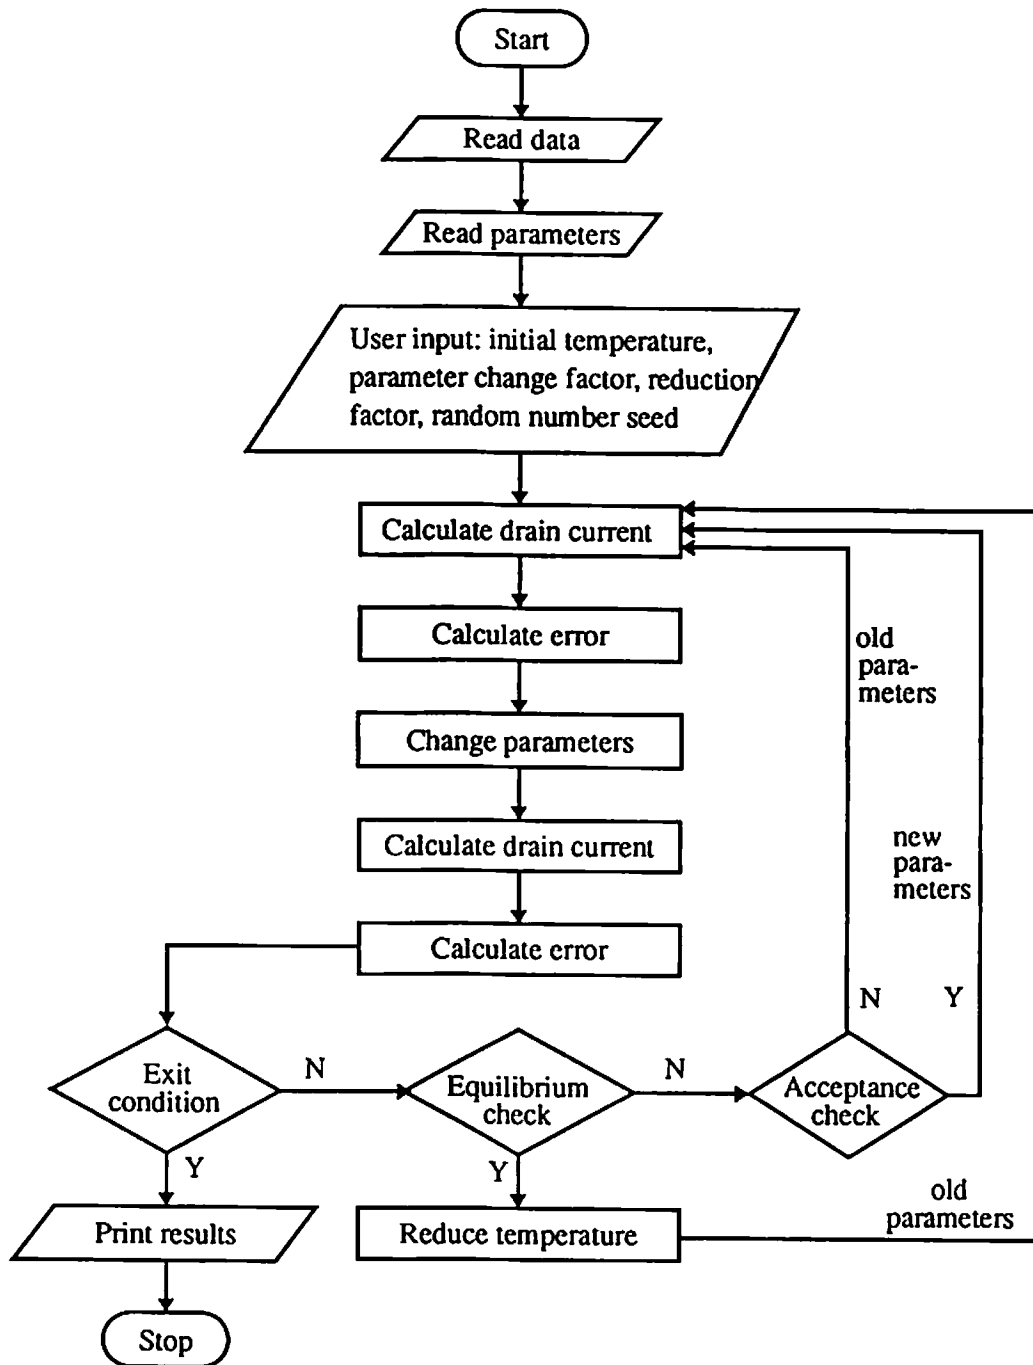 Start
Read data
Read parameters
User input: initial temperature,
parameter change factor, reduction
factor, random number seed
Calculate drain current
Calculate error
old
para-
meters
Change parameters
Calculate drain current
new
para-
meters
Calculate error
N
Y
Exit
condition
N
Equilibrium
check
N
Acceptance
check
Y
Y
Print results
Reduce temperature
old
parameters
Stop